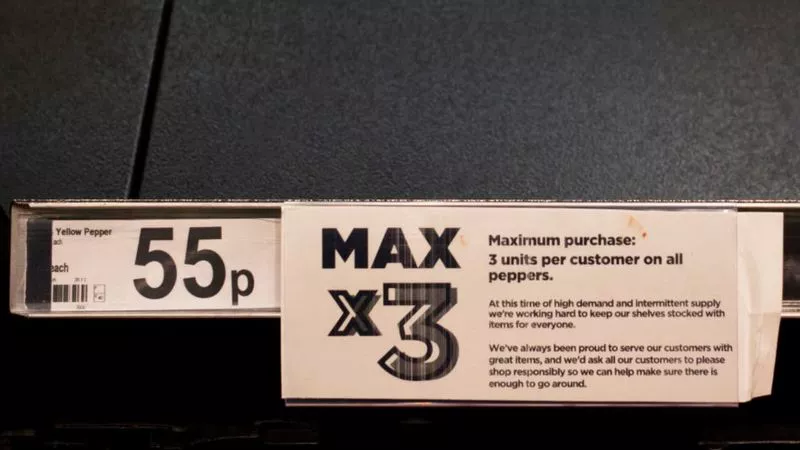 Yellow Pepper
each
55p
MAX
x3
Maximum purchase:
3 units per customer on all
peppers.
At this time of high demand and intermittent supply
we're working hard to keep our shelves stocked with
items for everyone.
We've always been proud to serve our customers with
great items, and we'd ask all our customers to please
shop responsibly so we can help make sure there is
enough to go around.